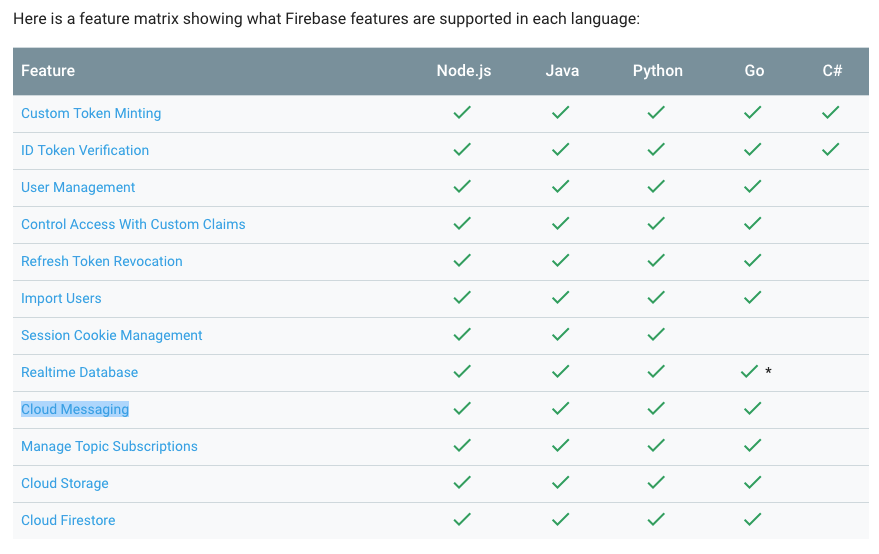 Here is a feature matrix showing what Firebase features are supported in each language:
Feature Node.js Java Python Go C#
Custom Token Minting ✓ ✓ ✓ ✓ ✓
ID Token Verification ✓ ✓ ✓ ✓ ✓
User Management ✓ ✓ ✓ ✓
Control Access With Custom Claims ✓ ✓ ✓ ✓
Refresh Token Revocation ✓ ✓ ✓ ✓
Import Users ✓ ✓ ✓ ✓
Session Cookie Management ✓ ✓ ✓
Realtime Database ✓ ✓ ✓ ✓ *
Cloud Messaging ✓ ✓ ✓ ✓
Manage Topic Subscriptions ✓ ✓ ✓ ✓
Cloud Storage ✓ ✓ ✓ ✓
Cloud Firestore ✓ ✓ ✓ ✓